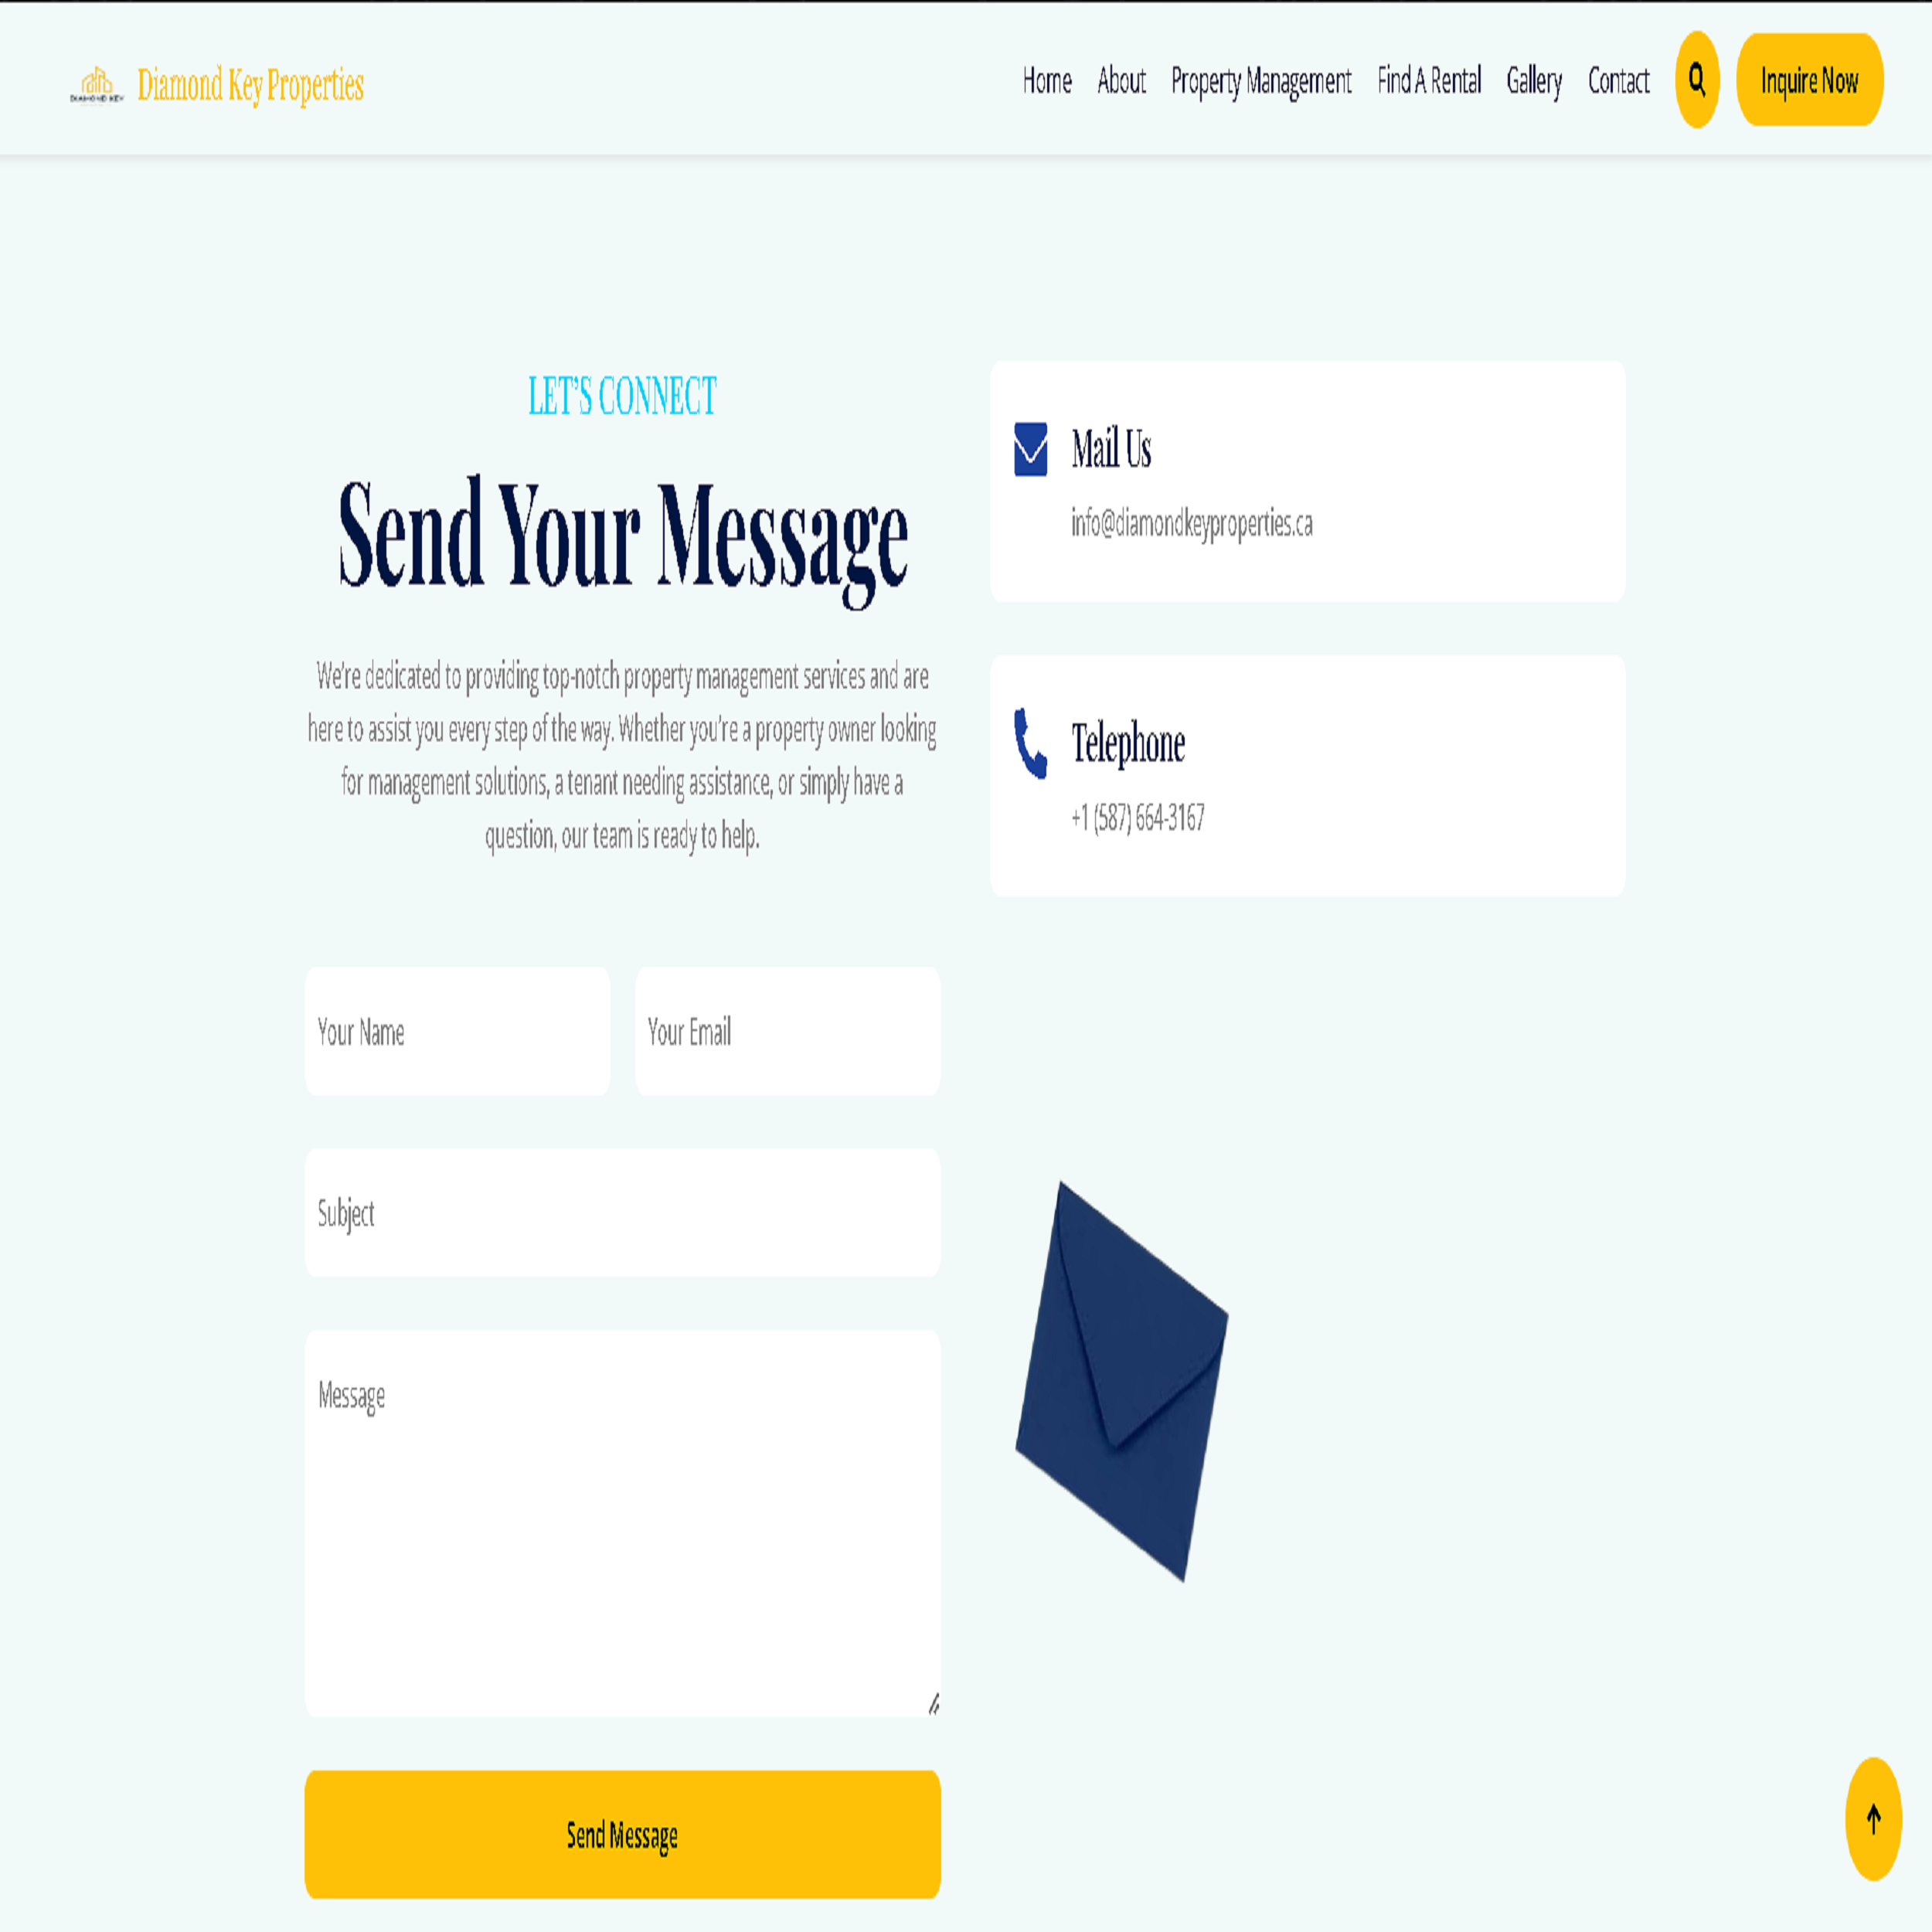 DIAMOND KEY
Diamond Key Properties
Home
About
Property Management
Find A Rental
Gallery
Contact
Inquire Now
LET’S CONNECT
Send Your Message
We’re dedicated to providing top-notch property management services and are
here to assist you every step of the way. Whether you’re a property owner looking
for management solutions, a tenant needing assistance, or simply have a
question, our team is ready to help.
Your Name
Your Email
Subject
Message
Send Message
Mail Us
info@diamondkeyproperties.ca
Telephone
+1 (587) 664-3167